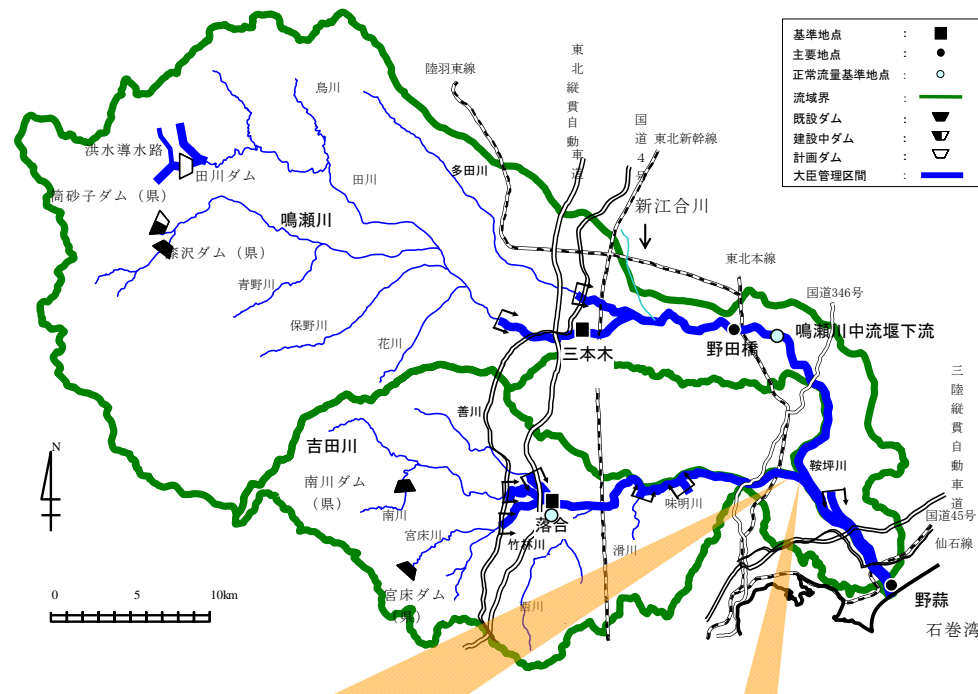 基準地点 : 
主要地点 :
正常流量基準地点 :
流域界 :
既設ダム :
建設中ダム :
計画ダム :
大臣管理区間 :
陸羽東線
東北縦貫自動車道
国道4号
東北新幹線
新江合川
烏川
多田川
洪水導水路
田川ダム
田川
筒砂子ダム（県）
鳴瀬川
漆沢ダム（県）
青野川
保野川
花川
東北本線
国道346号
三本木
野田橋
鳴瀬川中流堰下流
三陸縦貫自動車道
善川
吉田川
鞍坪川
南川ダム
（県）
南川
落合
味明川
宮床川
竹林川
滑川
国道45号
仙石線
宮床ダム
（県）
西川
野蒜
石巻湾
N
0 5 10km